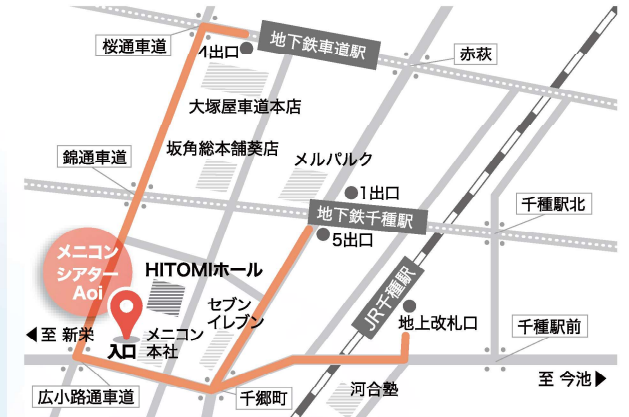 桜通車道
4出口
地下鉄車道駅
赤萩
大塚屋車道本店
坂角総本舗葵店
錦通車道
メルパルク
1出口
地下鉄千種駅
5出口
千種駅北
メニコン
シアター
Aoi
HITOMIホール
セブン
イレブン
JR千種駅
地上改札口
千種駅前
至 新栄
入口
メニコン
本社
広小路通車道
千郷町
河合塾
至 今池